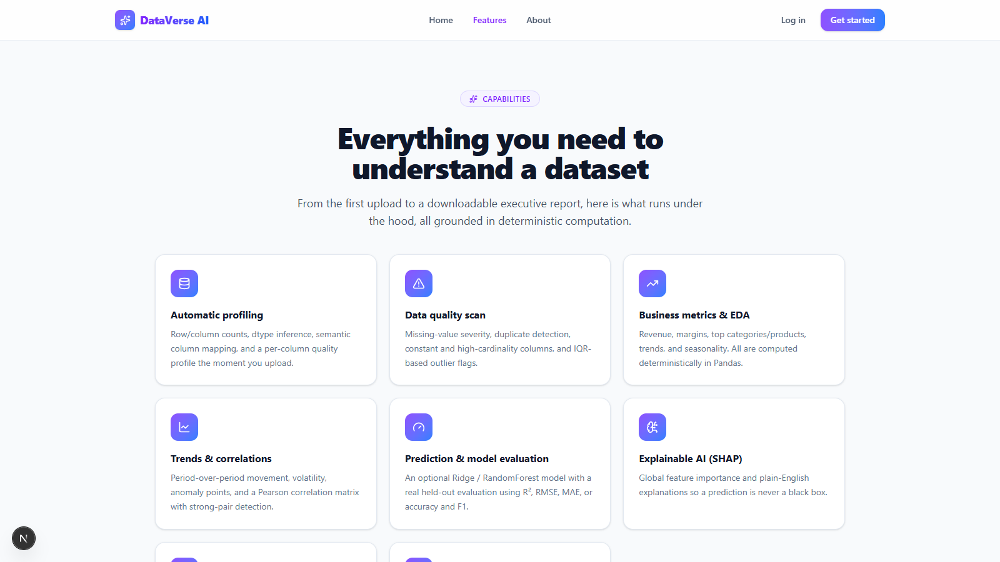 DataVerse AI
Home
Features
About
Log in
Get started
CAPABILITIES
Everything you need to
understand a dataset
From the first upload to a downloadable executive report, here is what runs under
the hood, all grounded in deterministic computation.
Automatic profiling
Row/column counts, dtype inference, semantic
column mapping, and a per-column quality
profile the moment you upload.
Data quality scan
Missing-value severity, duplicate detection,
constant and high-cardinality columns, and IQR-
based outlier flags.
Business metrics & EDA
Revenue, margins, top categories/products,
trends, and seasonality. All are computed
deterministically in Pandas.
Trends & correlations
Period-over-period movement, volatility,
anomaly points, and a Pearson correlation matrix
with strong-pair detection.
Prediction & model evaluation
An optional Ridge / RandomForest model with a
real held-out evaluation using R², RMSE, MAE, or
accuracy and F1.
Explainable AI (SHAP)
Global feature importance and plain-English
explanations so a prediction is never a black box.
N